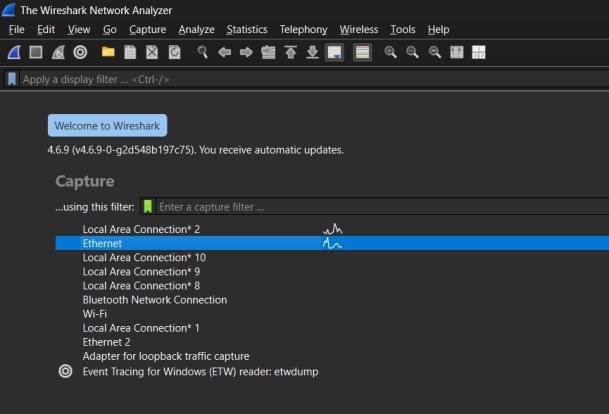 The Wireshark Network Analyzer
File Edit View Go Capture Analyze Statistics Telephony Wireless Tools Help
Apply a display filter ... <Ctrl-/>
Welcome to Wireshark
4.6.9 (v4.6.9-0-g2d548b197c75). You receive automatic updates.
Capture
...using this filter: Enter a capture filter ...
Local Area Connection* 2
Ethernet
Local Area Connection* 10
Local Area Connection* 9
Local Area Connection* 8
Bluetooth Network Connection
Wi-Fi
Local Area Connection* 1
Ethernet 2
Adapter for loopback traffic capture
Event Tracing for Windows (ETW) reader: etwdump